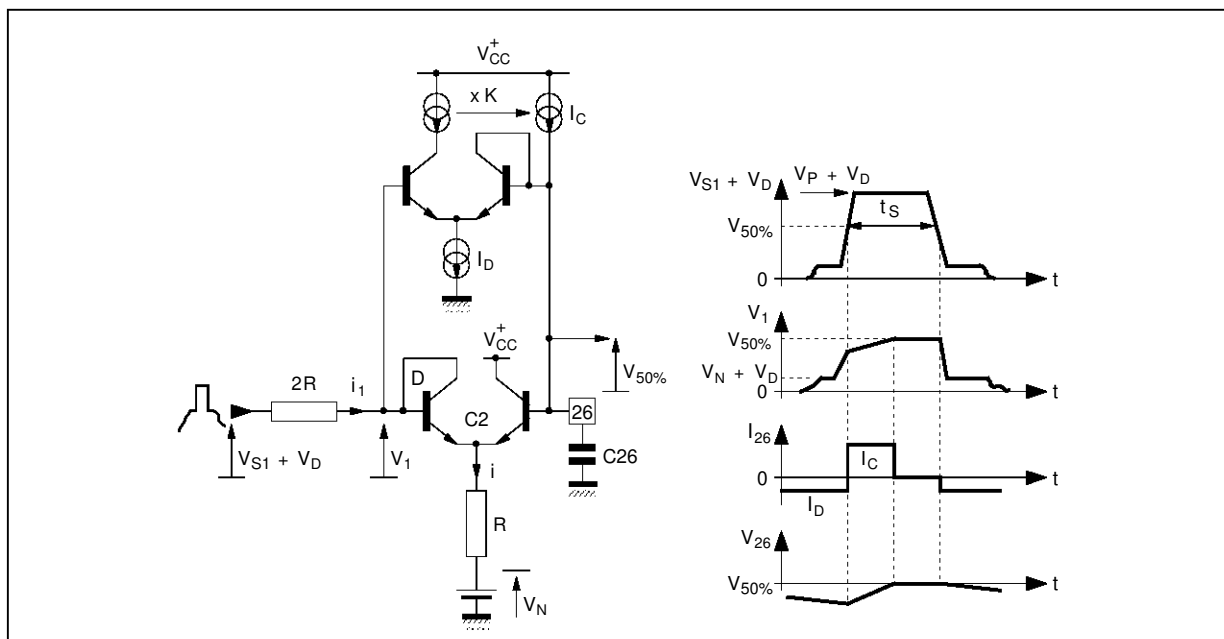 V+CC
x K
IC
ID
V+CC
V50%
2R
i1
D
C2
26
C26
VS1 + VD
V1
i
R
VN
VS1 + VD
VP + VD
tS
V50%
0
t
V1
V50%
VN + VD
0
t
I26
IC
0
t
ID
V26
V50%
t